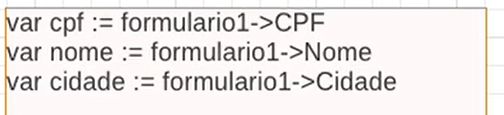 var cpf := formulario1->CPF
var nome := formulario1->Nome
var cidade := formulario1->Cidade